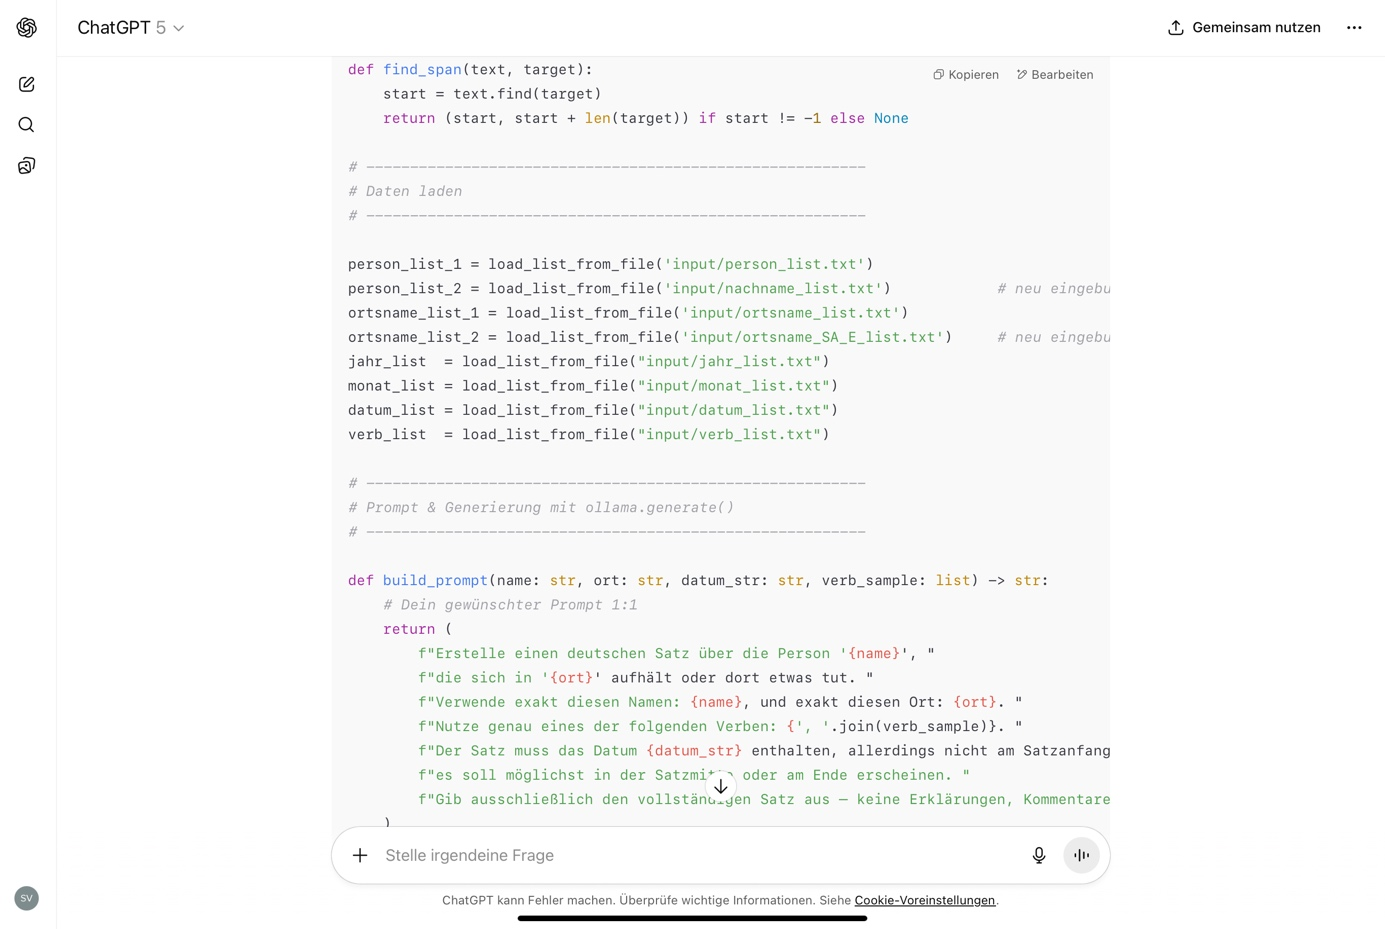 ChatGPT 5
Gemeinsam nutzen
Kopieren
Bearbeiten
def find_span(text, target):
    start = text.find(target)
    return (start, start + len(target)) if start != -1 else None
# ---------------------------------------------------------
# Daten laden
# ---------------------------------------------------------
person_list_1 = load_list_from_file('input/person_list.txt')
person_list_2 = load_list_from_file('input/nachname_list.txt')            # neu eingebu
ortsname_list_1 = load_list_from_file('input/ortsname_list.txt')
ortsname_list_2 = load_list_from_file('input/ortsname_SA_E_list.txt')     # neu eingebu
jahr_list  = load_list_from_file("input/jahr_list.txt")
monat_list = load_list_from_file("input/monat_list.txt")
datum_list = load_list_from_file("input/datum_list.txt")
verb_list  = load_list_from_file("input/verb_list.txt")
# ---------------------------------------------------------
# Prompt & Generierung mit ollama.generate()
# ---------------------------------------------------------
def build_prompt(name: str, ort: str, datum_str: str, verb_sample: list) -> str:
    # Dein gewünschter Prompt 1:1
    return (
        f"Erstelle einen deutschen Satz über die Person '{name}', "
        f"die sich in '{ort}' aufhält oder dort etwas tut. "
        f"Verwende exakt diesen Namen: {name}, und exakt diesen Ort: {ort}. "
        f"Nutze genau eines der folgenden Verben: {', '.join(verb_sample)}. "
        f"Der Satz muss das Datum {datum_str} enthalten, allerdings nicht am Satzanfang
        f"es soll möglichst in der Satzmitte oder am Ende erscheinen. "
        f"Gib ausschließlich den vollständigen Satz aus – keine Erklärungen, Kommentare
    )
Stelle irgendeine Frage
SV
ChatGPT kann Fehler machen. Überprüfe wichtige Informationen. Siehe Cookie-Voreinstellungen.